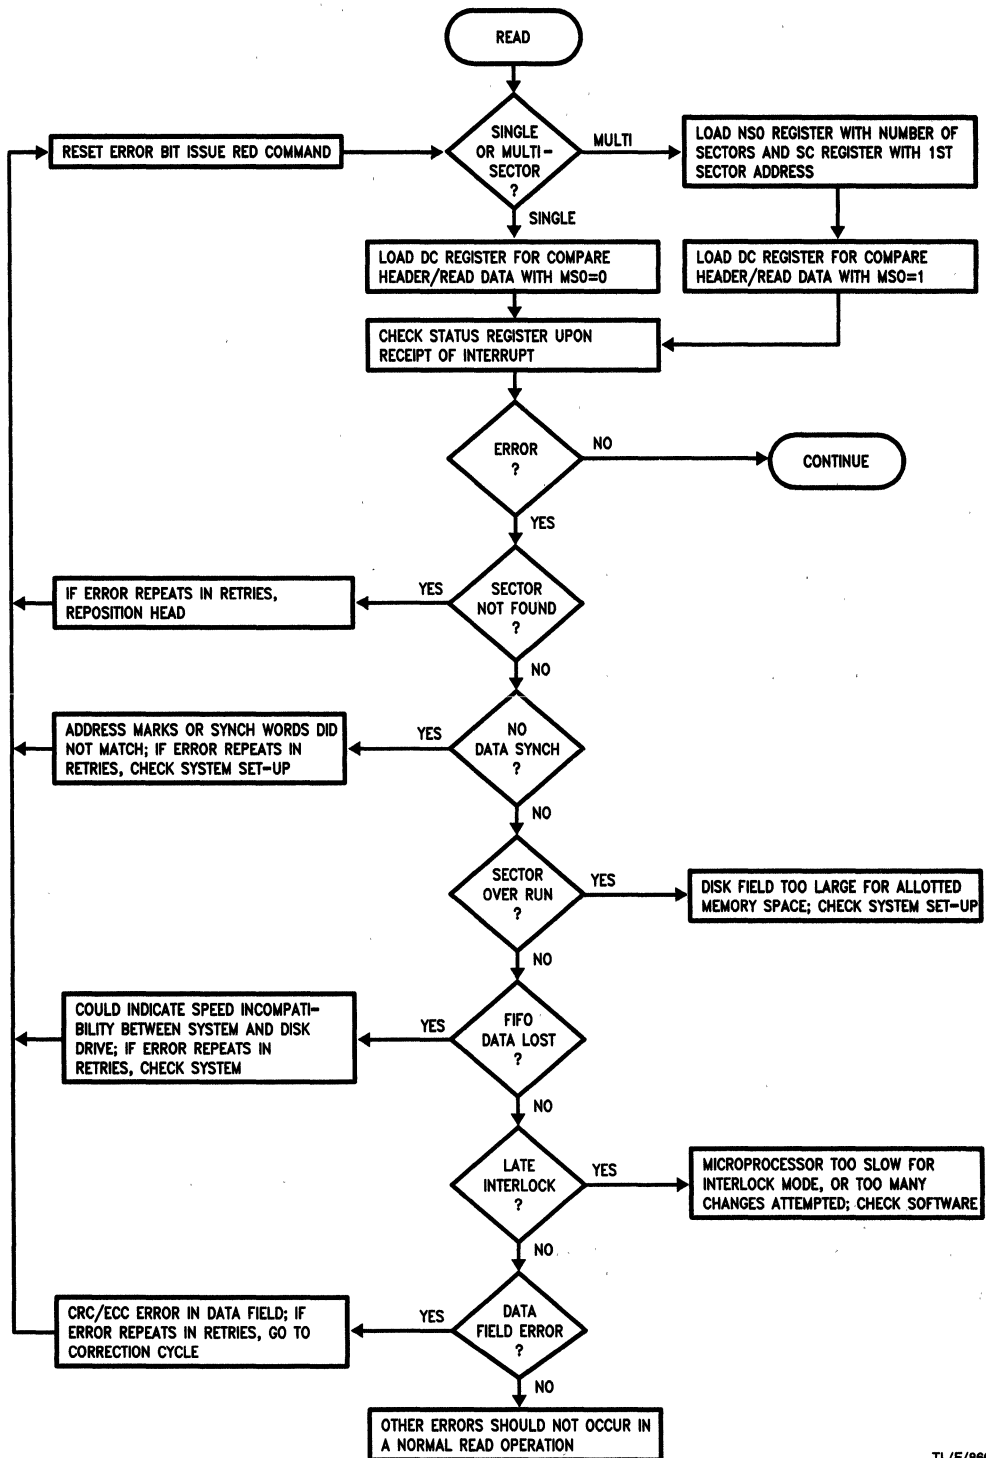 READ
SINGLE
OR MULTI-
SECTOR
?
MULTI
LOAD NSO REGISTER WITH NUMBER OF
SECTORS AND SC REGISTER WITH 1ST
SECTOR ADDRESS
RESET ERROR BIT ISSUE RED COMMAND
SINGLE
LOAD DC REGISTER FOR COMPARE
HEADER/READ DATA WITH MSO=0
LOAD DC REGISTER FOR COMPARE
HEADER/READ DATA WITH MSO=1
CHECK STATUS REGISTER UPON
RECEIPT OF INTERRUPT
ERROR
?
NO
CONTINUE
YES
SECTOR
NOT FOUND
?
YES
IF ERROR REPEATS IN RETRIES,
REPOSITION HEAD
NO
NO
DATA SYNCH
?
YES
ADDRESS MARKS OR SYNCH WORDS DID
NOT MATCH; IF ERROR REPEATS IN
RETRIES, CHECK SYSTEM SET-UP
NO
SECTOR
OVER RUN
?
YES
DISK FIELD TOO LARGE FOR ALLOTTED
MEMORY SPACE; CHECK SYSTEM SET-UP
NO
FIFO
DATA LOST
?
YES
COULD INDICATE SPEED INCOMPATI-
BILITY BETWEEN SYSTEM AND DISK
DRIVE; IF ERROR REPEATS IN
RETRIES, CHECK SYSTEM
NO
LATE
INTERLOCK
?
YES
MICROPROCESSOR TOO SLOW FOR
INTERLOCK MODE, OR TOO MANY
CHANGES ATTEMPTED; CHECK SOFTWARE
NO
DATA
FIELD ERROR
?
YES
CRC/ECC ERROR IN DATA FIELD; IF
ERROR REPEATS IN RETRIES, GO TO
CORRECTION CYCLE
NO
OTHER ERRORS SHOULD NOT OCCUR IN
A NORMAL READ OPERATION